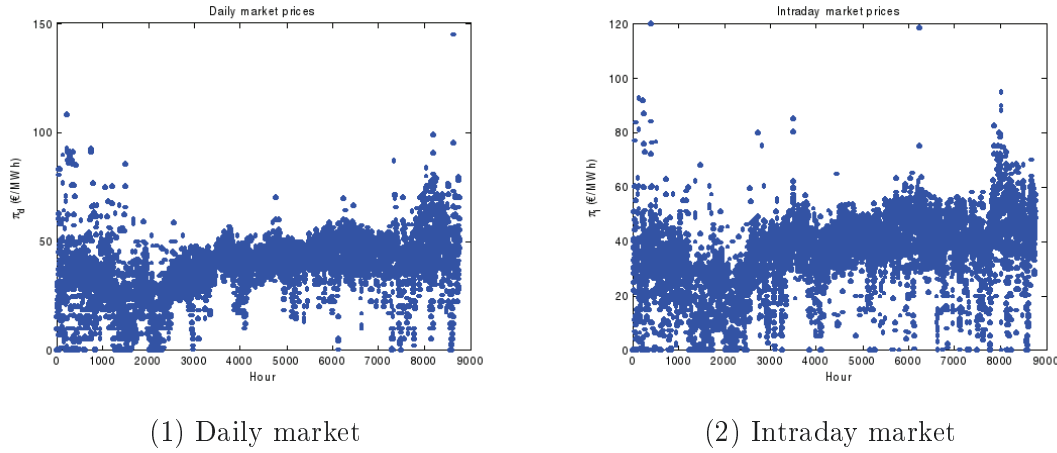 Daily market prices
150
100
50
0
π_d (€/MWh)
0 1000 2000 3000 4000 5000 6000 7000 8000 9000
Hour
(1) Daily market
Intraday market prices
120
100
80
60
40
20
0
π_i (€/MWh)
0 1000 2000 3000 4000 5000 6000 7000 8000 9000
Hour
(2) Intraday market